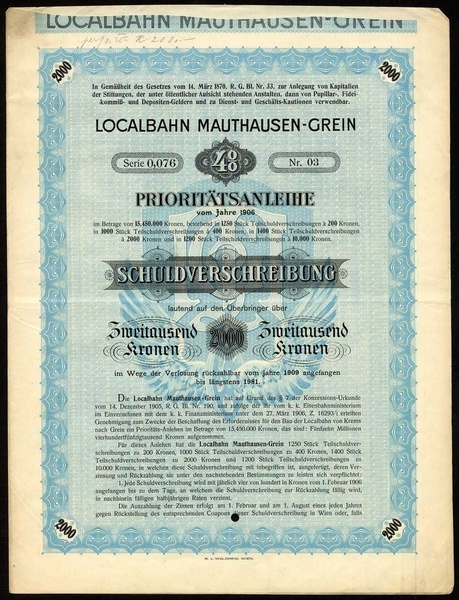 LOCALBAHN MAUTHAUSEN-GREIN
2000
2000
In Gemäßheit des Gesetzes vom 14. März 1870, R. G. Bl. Nr. 33, zur Anlegung von Kapitalien
der Stiftungen, der unter öffentlicher Aufsicht stehenden Anstalten, dann von Pupillar-, Fidei-
kommiß- und Depositen-Geldern und zu Dienst- und Geschäfts-Kautionen verwendbar.
LOCALBAHN MAUTHAUSEN-GREIN
Serie 0,076
4%
Nr. 03
PRIORITÄTSANLEIHE
vom Jahre 1906
im Betrage von 15,450.000 Kronen, bestehend in 1250 Stück Teilschuldverschreibungen à 200 Kronen,
in 1000 Stück Teilschuldverschreibungen à 400 Kronen, in 1400 Stück Teilschuldverschreibungen
à 2000 Kronen und in 1200 Stück Teilschuldverschreibungen à 10.000 Kronen.
SCHULDVERSCHREIBUNG
lautend auf den Überbringer über
Zweitausend
Kronen
2000
Zweitausend
Kronen
im Wege der Verlosung rückzahlbar vom Jahre 1909 angefangen
bis längstens 1981.
Die Localbahn Mauthausen-Grein hat auf Grund des § 7 der Konzessions-Urkunde
vom 14. Dezember 1905, R. G. Bl. Nr. 190, und zufolge der ihr vom k. k. Eisenbahnministerium
im Einvernehmen mit dem k. k. Finanzministerium unter dem 27. März 1906, Z. 16293/1 erteilten
Genehmigung zum Zwecke der Beschaffung des Erfordernisses für den Bau der Localbahn von Krems
nach Grein ein Prioritäts-Anlehen im Betrage von 15,450.000 Kronen, das sind: Fünfzehn Millionen
vierhundertfünfzigtausend Kronen aufgenommen.
Für dieses Anlehen hat die Localbahn Mauthausen-Grein 1250 Stück Teilschuldver-
schreibungen zu 200 Kronen, 1000 Stück Teilschuldverschreibungen zu 400 Kronen, 1400 Stück
Teilschuldverschreibungen zu 2000 Kronen und 1200 Stück Teilschuldverschreibungen zu
10.000 Kronen, in welchen diese Schuldverschreibung mit inbegriffen ist, ausgefertigt, deren Verzin-
sung und Rückzahlung sie unter den nachstehenden Bestimmungen zu leisten sich verpflichtet:
1. Jede Schuldverschreibung wird mit jährlich vier von hundert in Kronen vom 1. Februar 1906
angefangen bis zu dem Tag, an welchem die Schuldverschreibung zur Rückzahlung fällig wird,
in nachhinein fälligen halbjährigen Raten verzinst.
Die Auszahlung der Zinsen erfolgt am 1. Februar und am 1. August eines jeden Jahres
gegen Rückstellung des entsprechenden Coupons dieser Schuldverschreibung in Wien oder, falls
2000
2000
R. v. WALDHEIM, WIEN.